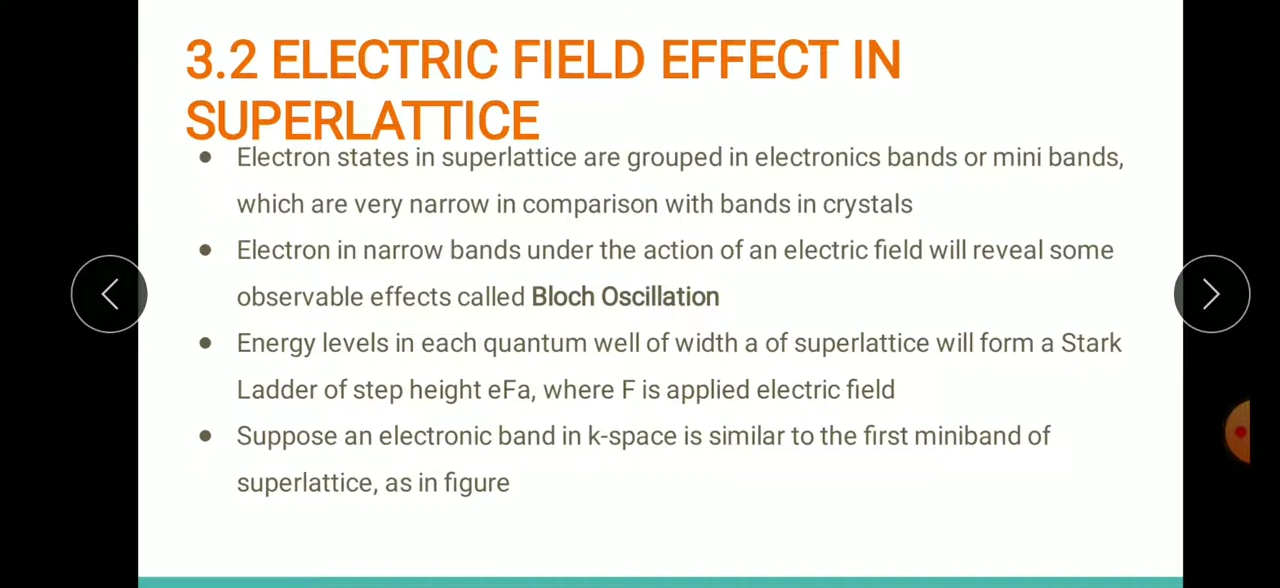 3.2 ELECTRIC FIELD EFFECT IN
SUPERLATTICE
● Electron states in superlattice are grouped in electronics bands or mini bands,
which are very narrow in comparison with bands in crystals
● Electron in narrow bands under the action of an electric field will reveal some
observable effects called Bloch Oscillation
● Energy levels in each quantum well of width a of superlattice will form a Stark
Ladder of step height eFa, where F is applied electric field
● Suppose an electronic band in k-space is similar to the first miniband of
superlattice, as in figure